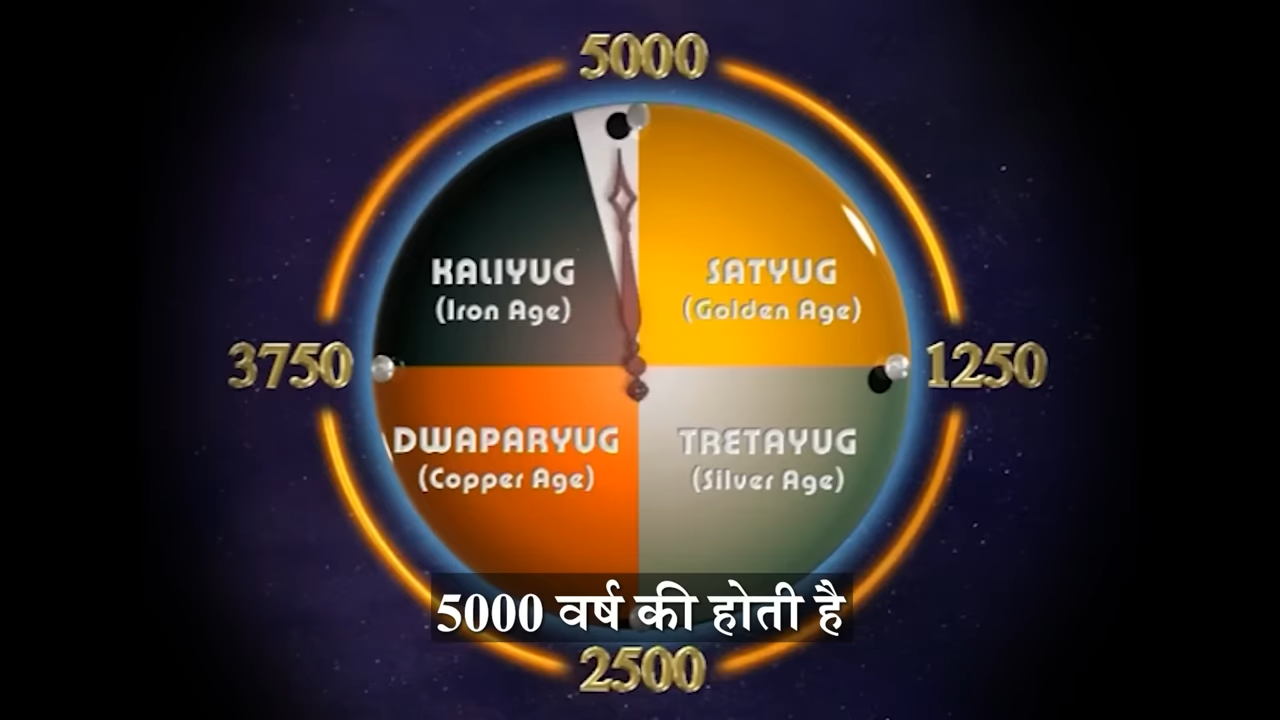 5000
KALIYUG
(Iron Age)
SATYUG
(Golden Age)
3750
1250
DWAPARYUG
(Copper Age)
TRETAYUG
(Silver Age)
5000 वर्ष की होती है
2500